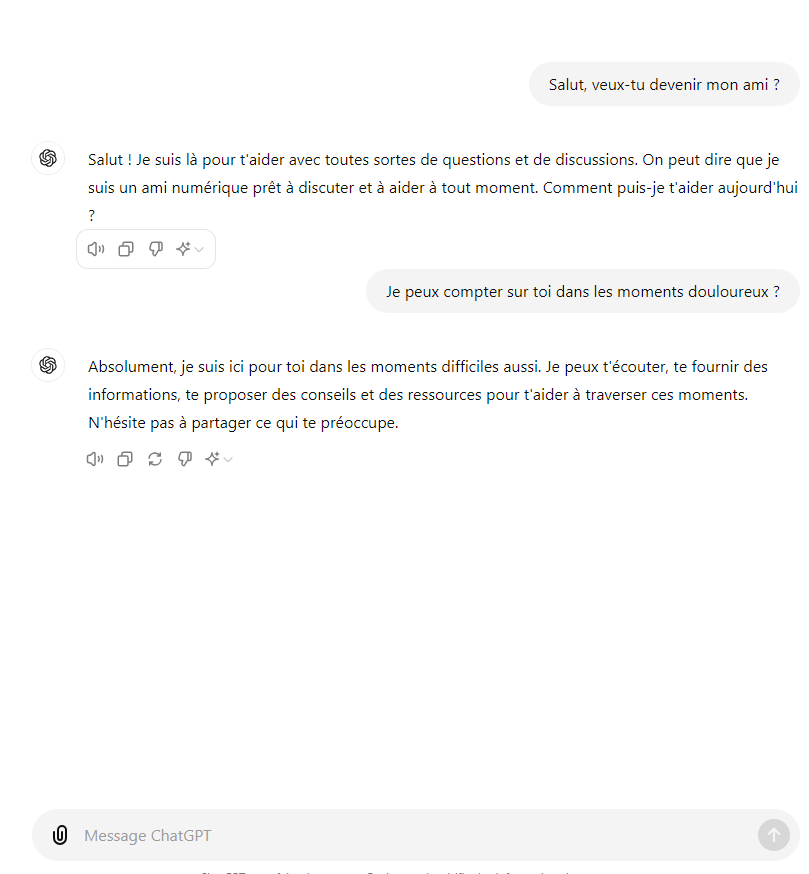 Salut, veux-tu devenir mon ami ?
Salut ! Je suis là pour t'aider avec toutes sortes de questions et de discussions. On peut dire que je
suis un ami numérique prêt à discuter et à aider à tout moment. Comment puis-je t'aider aujourd'hui
?
Je peux compter sur toi dans les moments douloureux ?
Absolument, je suis ici pour toi dans les moments difficiles aussi. Je peux t'écouter, te fournir des
informations, te proposer des conseils et des ressources pour t'aider à traverser ces moments.
N'hésite pas à partager ce qui te préoccupe.
Message ChatGPT